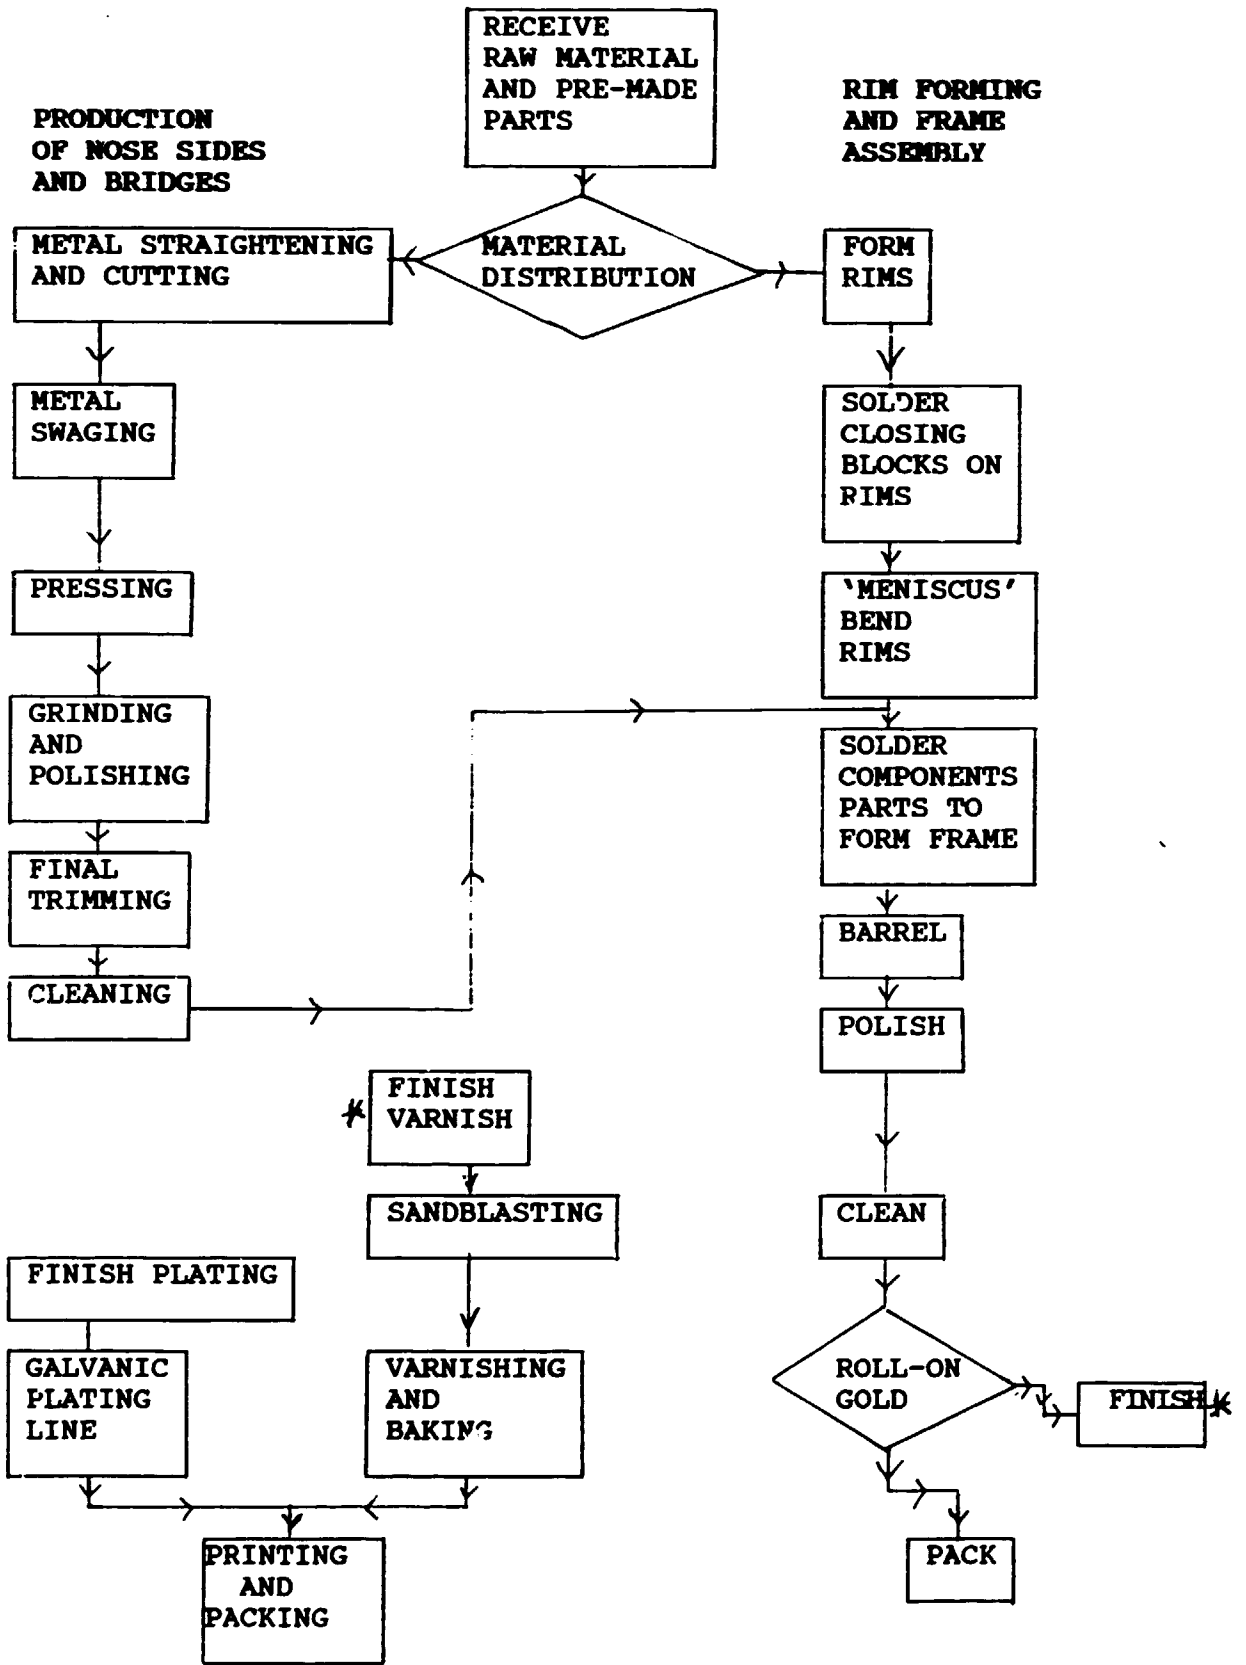 RECEIVE
RAW MATERIAL
AND PRE-MADE
PARTS
PRODUCTION
OF NOSE SIDES
AND BRIDGES
RIM FORMING
AND FRAME
ASSEMBLY
METAL STRAIGHTENING
AND CUTTING
MATERIAL
DISTRIBUTION
FORM
RIMS
METAL
SWAGING
PRESSING
GRINDING
AND
POLISHING
FINAL
TRIMMING
CLEANING
SOLDER
CLOSING
BLOCKS ON
RIMS
'MENISCUS'
BEND
RIMS
SOLDER
COMPONENTS
PARTS TO
FORM FRAME
BARREL
POLISH
CLEAN
ROLL-ON
GOLD
FINISH *
PACK
* FINISH
VARNISH
SANDBLASTING
VARNISHING
AND
BAKING
FINISH PLATING
GALVANIC
PLATING
LINE
PRINTING
AND
PACKING